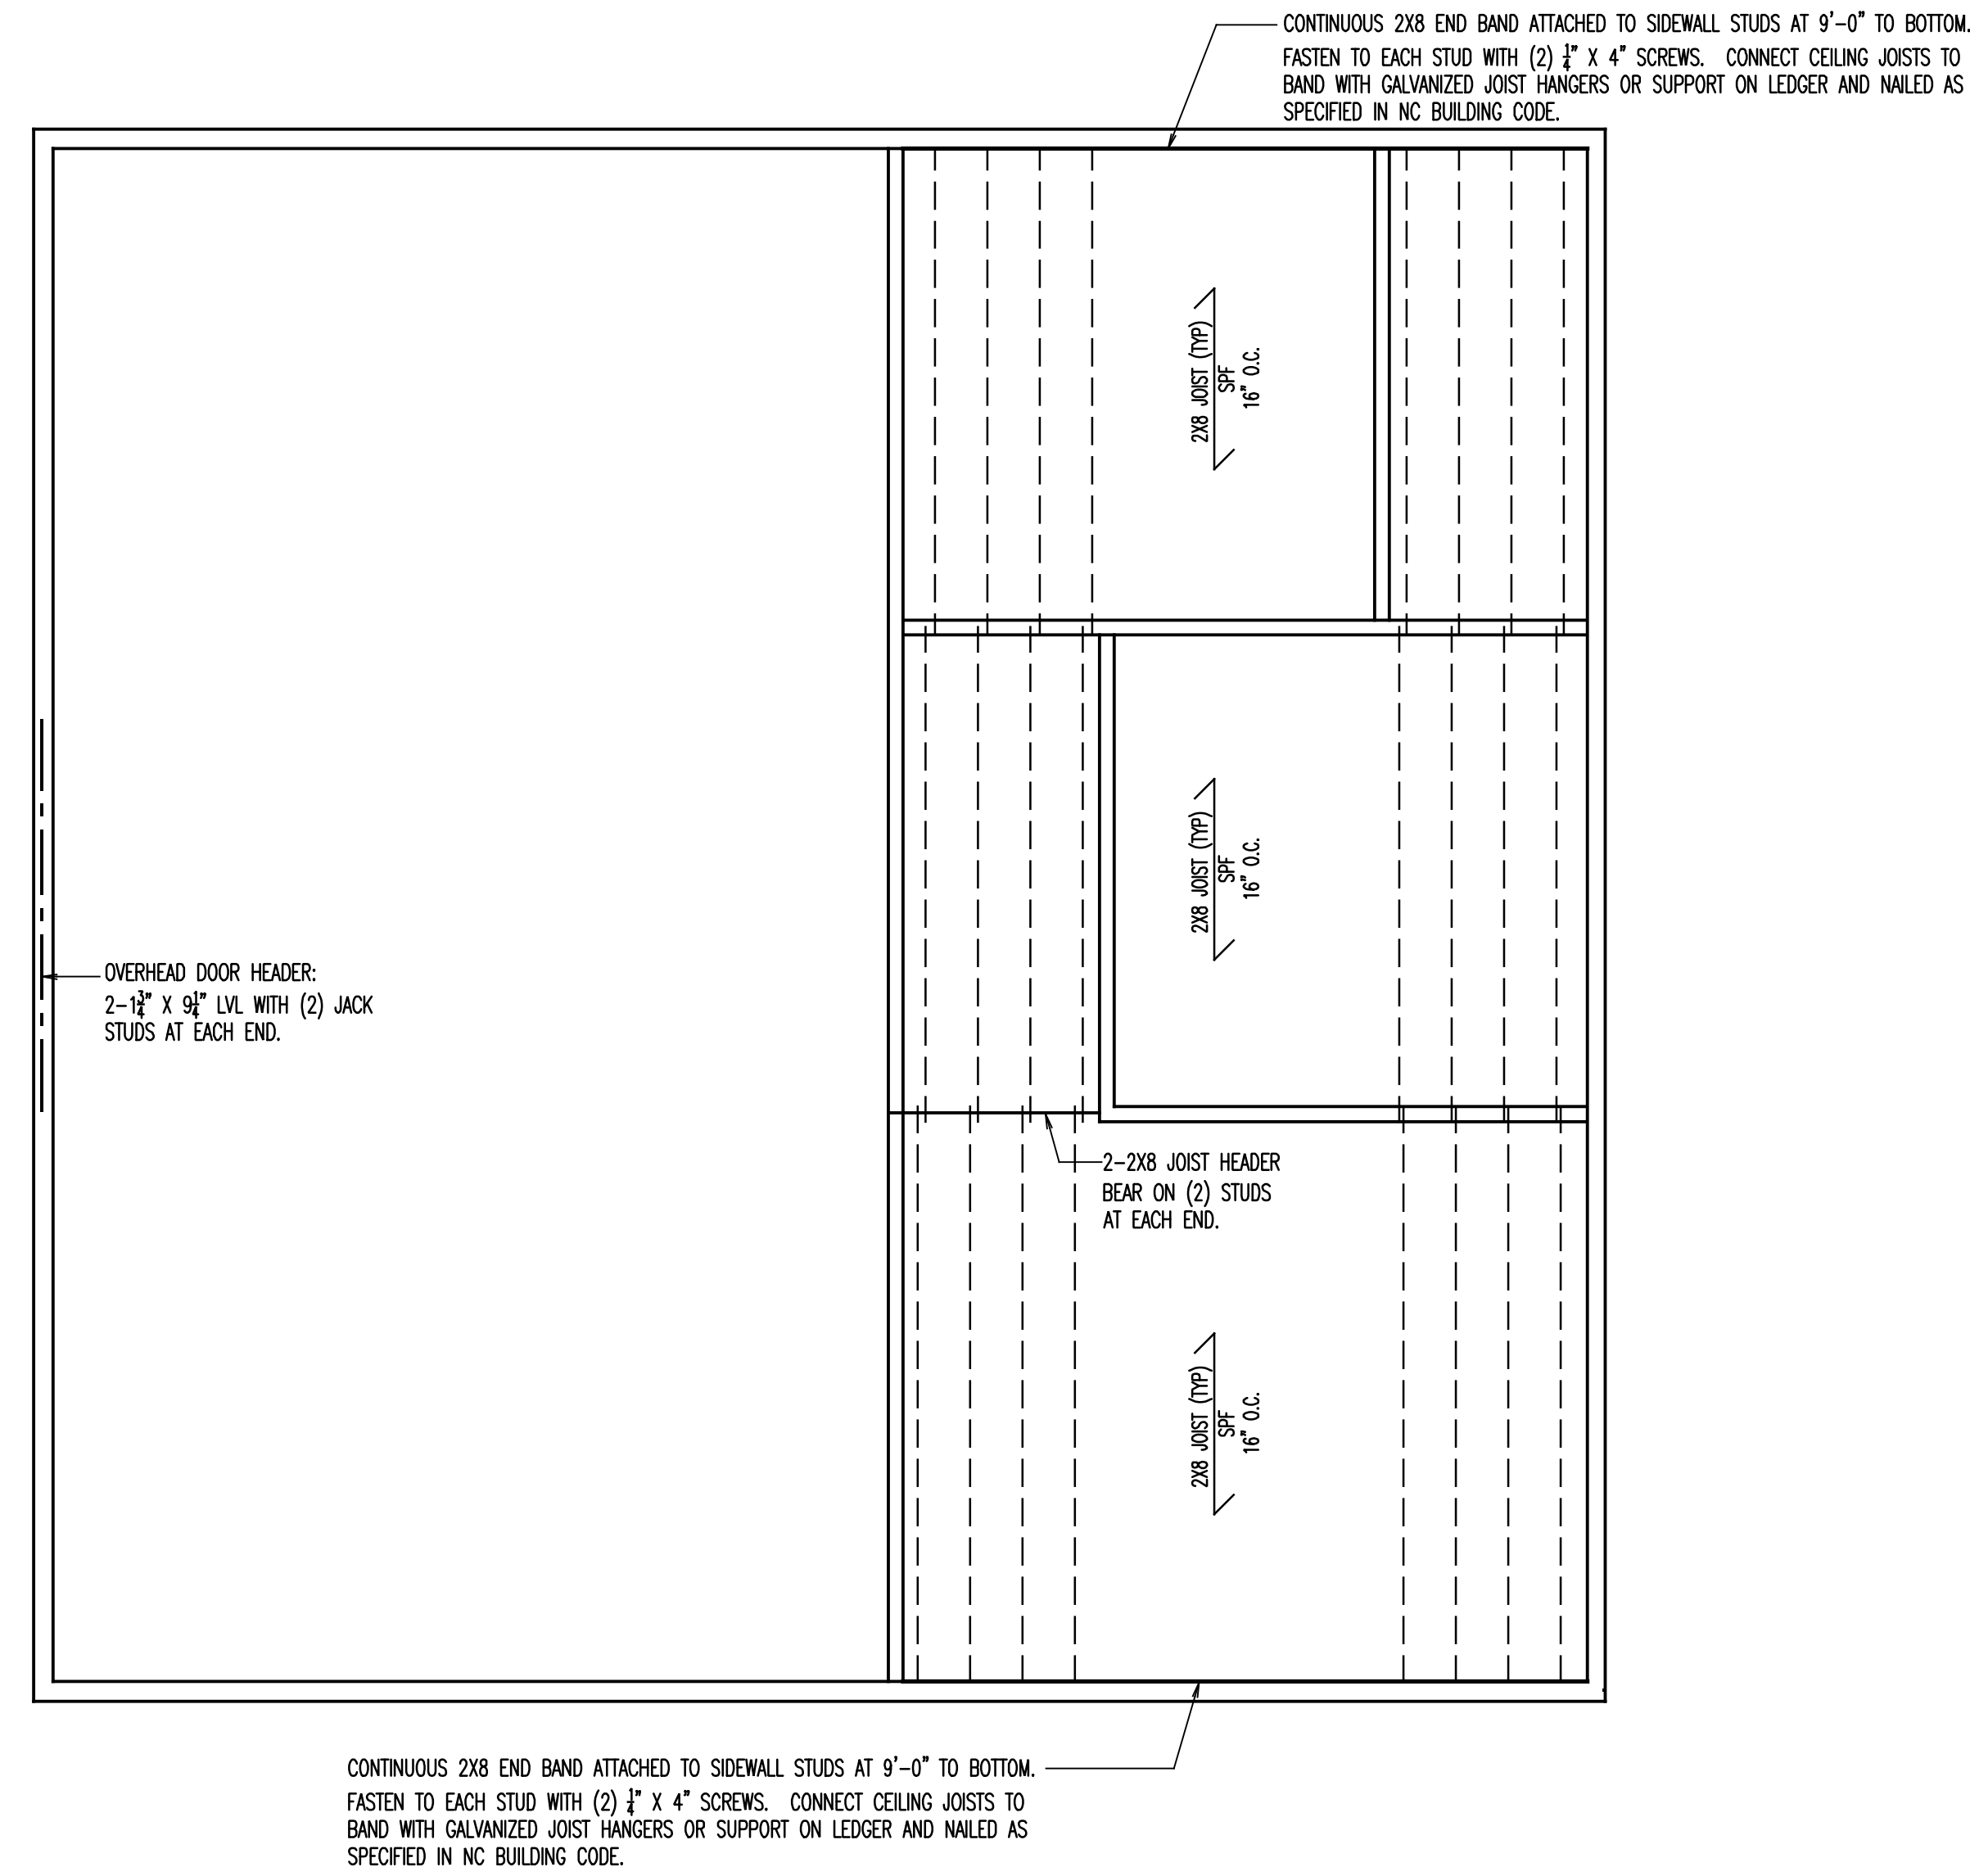 CONTINUOUS 2X8 END BAND ATTACHED TO SIDEWALL STUDS AT 9'-0" TO BOTTOM.
FASTEN TO EACH STUD WITH (2) 1/4" X 4" SCREWS. CONNECT CEILING JOISTS TO
BAND WITH GALVANIZED JOIST HANGERS OR SUPPORT ON LEDGER AND NAILED AS
SPECIFIED IN NC BUILDING CODE.
2X8 JOIST (TYP)
SPF
16" O.C.
2X8 JOIST (TYP)
SPF
16" O.C.
OVERHEAD DOOR HEADER:
2-1 3/4" X 9 1/4" LVL WITH (2) JACK
STUDS AT EACH END.
2-2X8 JOIST HEADER
BEAR ON (2) STUDS
AT EACH END.
2X8 JOIST (TYP)
SPF
16" O.C.
CONTINUOUS 2X8 END BAND ATTACHED TO SIDEWALL STUDS AT 9'-0" TO BOTTOM.
FASTEN TO EACH STUD WITH (2) 1/4" X 4" SCREWS. CONNECT CEILING JOISTS TO
BAND WITH GALVANIZED JOIST HANGERS OR SUPPORT ON LEDGER AND NAILED AS
SPECIFIED IN NC BUILDING CODE.